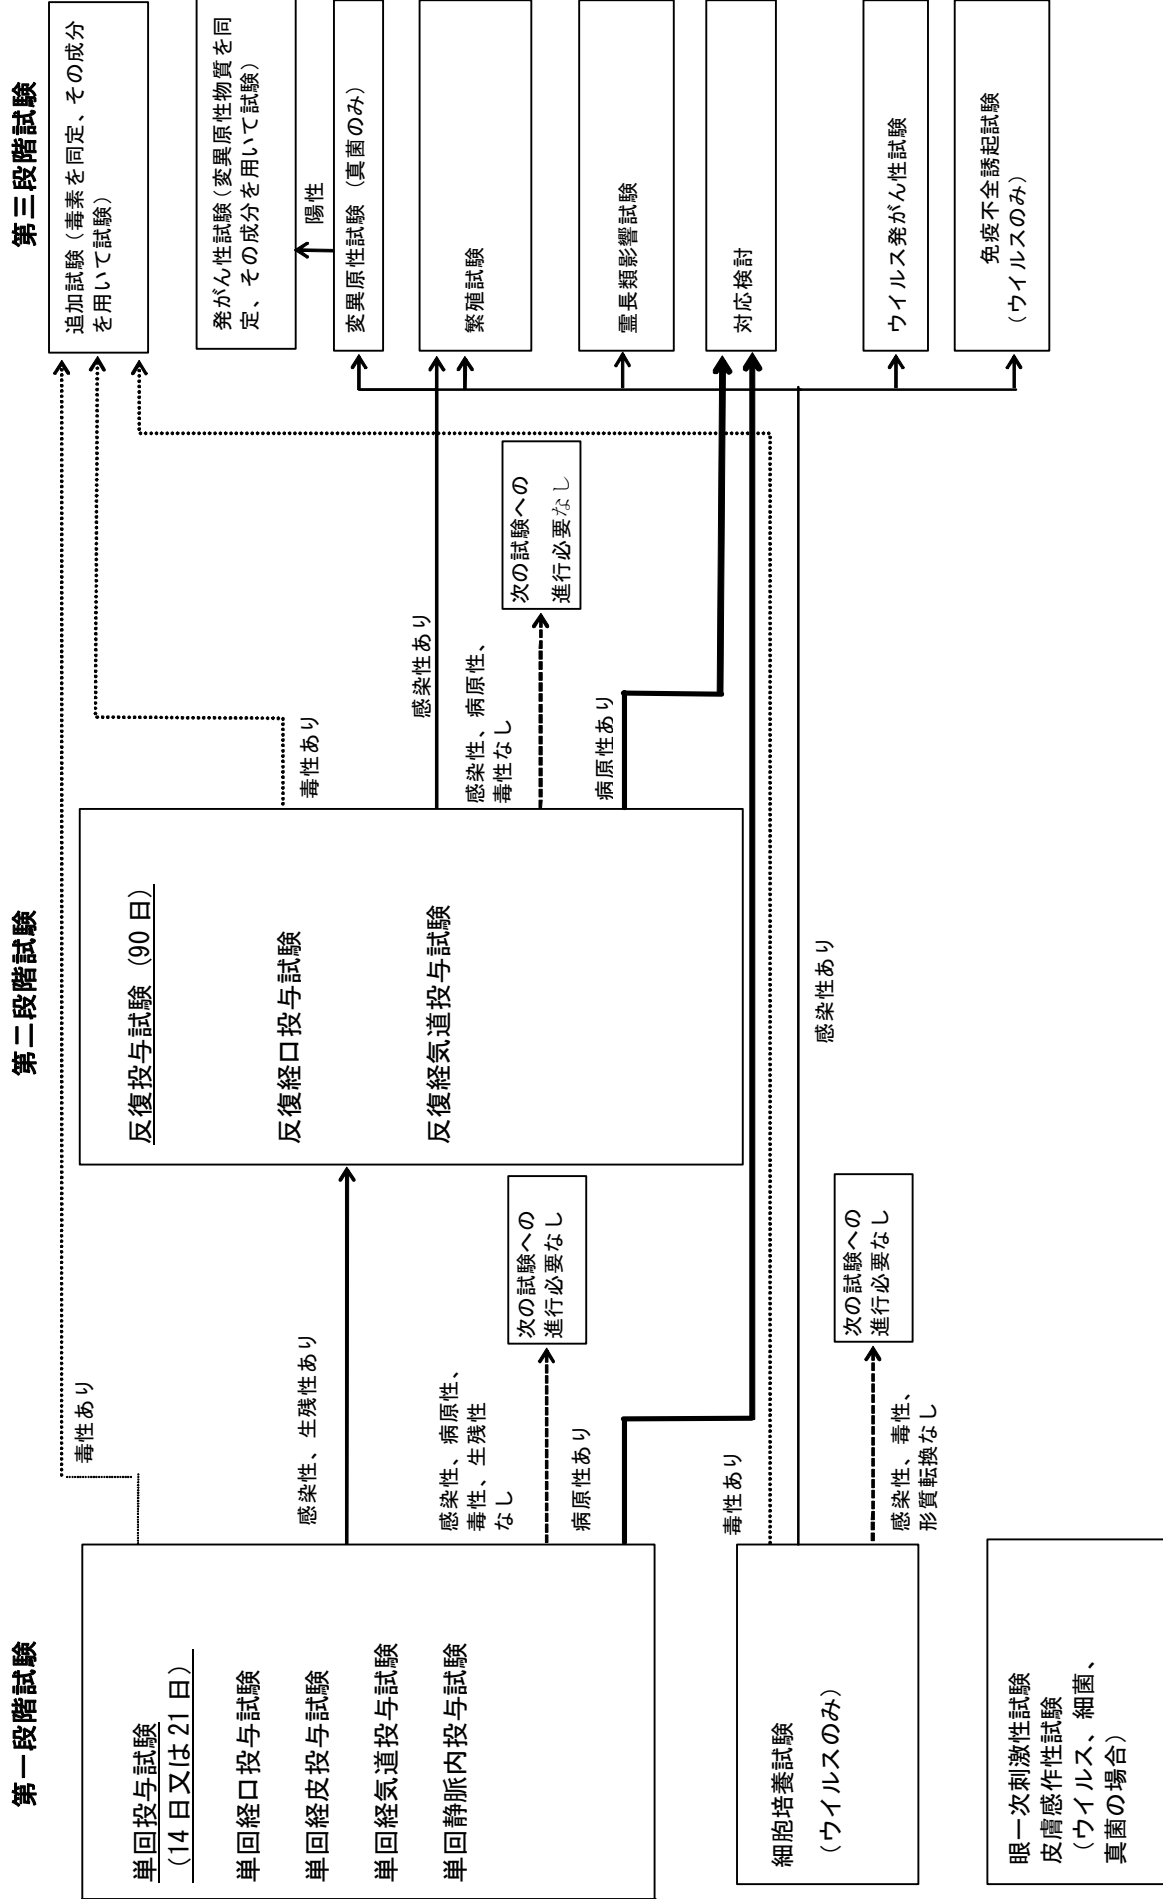 第一段階試験
単回投与試験
（14 日又は 21 日）
単回経口投与試験
単回経皮投与試験
単回経気道投与試験
単回静脈内投与試験
細胞培養試験
（ウイルスのみ）
眼一次刺激性試験
皮膚感作性試験
（ウイルス、細菌、
真菌の場合）
毒性あり
感染性、生残性あり
感染性、病原性、
毒性、生残性
なし
次の試験への
進行必要なし
病原性あり
毒性あり
感染性あり
感染性、毒性、
形質転換なし
次の試験への
進行必要なし
第二段階試験
反復投与試験（90 日）
反復経口投与試験
反復経気道投与試験
毒性あり
感染性あり
感染性、病原性、
毒性なし
次の試験への
進行必要なし
病原性あり
第三段階試験
追加試験（毒素を同定、その成分
を用いて試験）
発がん性試験（変異原性物質を同
定、その成分を用いて試験）
陽性
変異原性試験（真菌のみ）
繁殖試験
霊長類影響試験
対応検討
ウイルス発がん性試験
免疫不全誘起試験
（ウイルスのみ）